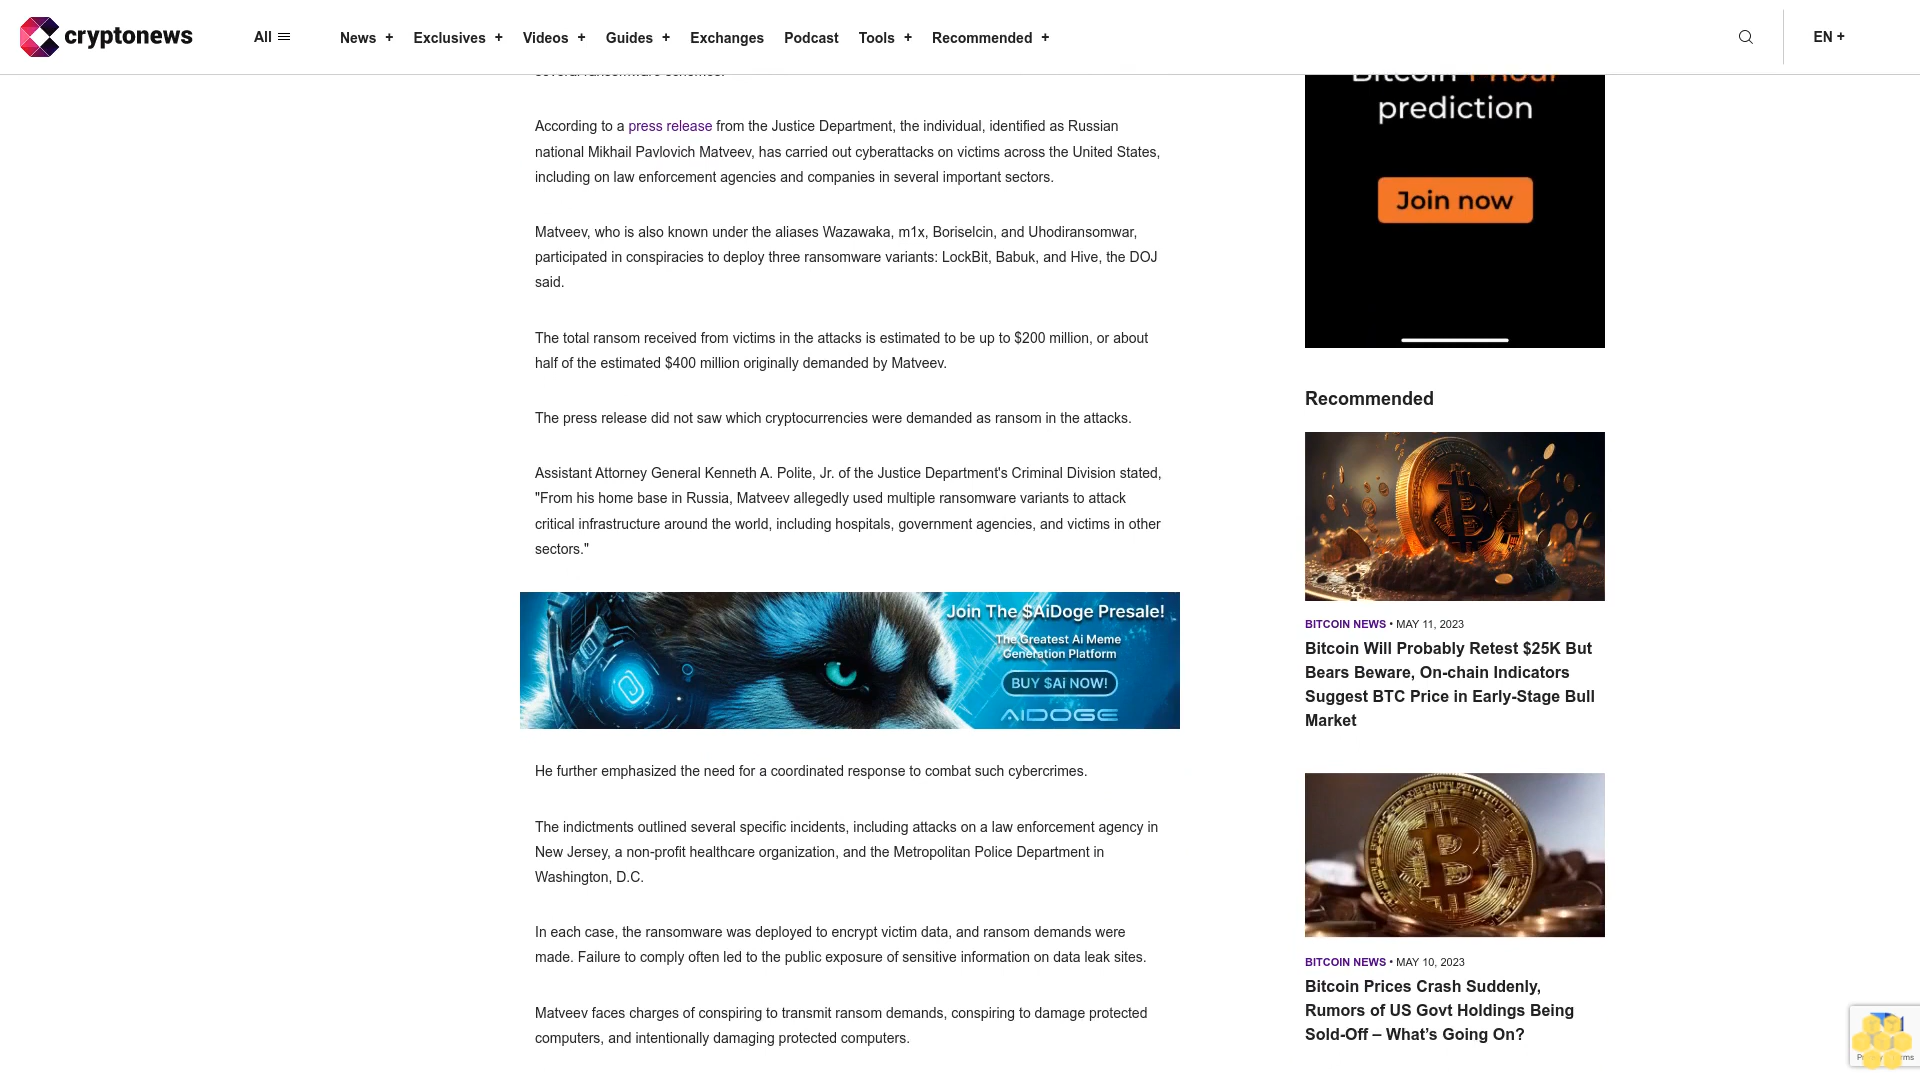 cryptonews
All
News +
Exclusives +
Videos +
Guides +
Exchanges
Podcast
Tools +
Recommended +
EN +
several ransomware schemes.
According to a press release from the Justice Department, the individual, identified as Russian
national Mikhail Pavlovich Matveev, has carried out cyberattacks on victims across the United States,
including on law enforcement agencies and companies in several important sectors.
Matveev, who is also known under the aliases Wazawaka, m1x, Boriselcin, and Uhodiransomwar,
participated in conspiracies to deploy three ransomware variants: LockBit, Babuk, and Hive, the DOJ
said.
The total ransom received from victims in the attacks is estimated to be up to $200 million, or about
half of the estimated $400 million originally demanded by Matveev.
The press release did not saw which cryptocurrencies were demanded as ransom in the attacks.
Assistant Attorney General Kenneth A. Polite, Jr. of the Justice Department's Criminal Division stated,
"From his home base in Russia, Matveev allegedly used multiple ransomware variants to attack
critical infrastructure around the world, including hospitals, government agencies, and victims in other
sectors."
Join The $AiDoge Presale!
The Greatest Ai Meme
Generation Platform
BUY $Ai NOW!
AIDOGE
He further emphasized the need for a coordinated response to combat such cybercrimes.
The indictments outlined several specific incidents, including attacks on a law enforcement agency in
New Jersey, a non-profit healthcare organization, and the Metropolitan Police Department in
Washington, D.C.
In each case, the ransomware was deployed to encrypt victim data, and ransom demands were
made. Failure to comply often led to the public exposure of sensitive information on data leak sites.
Matveev faces charges of conspiring to transmit ransom demands, conspiring to damage protected
computers, and intentionally damaging protected computers.
Bitcoin 1 hour
prediction
Join now
Recommended
BITCOIN NEWS • MAY 11, 2023
Bitcoin Will Probably Retest $25K But
Bears Beware, On-chain Indicators
Suggest BTC Price in Early-Stage Bull
Market
BITCOIN NEWS • MAY 10, 2023
Bitcoin Prices Crash Suddenly,
Rumors of US Govt Holdings Being
Sold-Off – What's Going On?